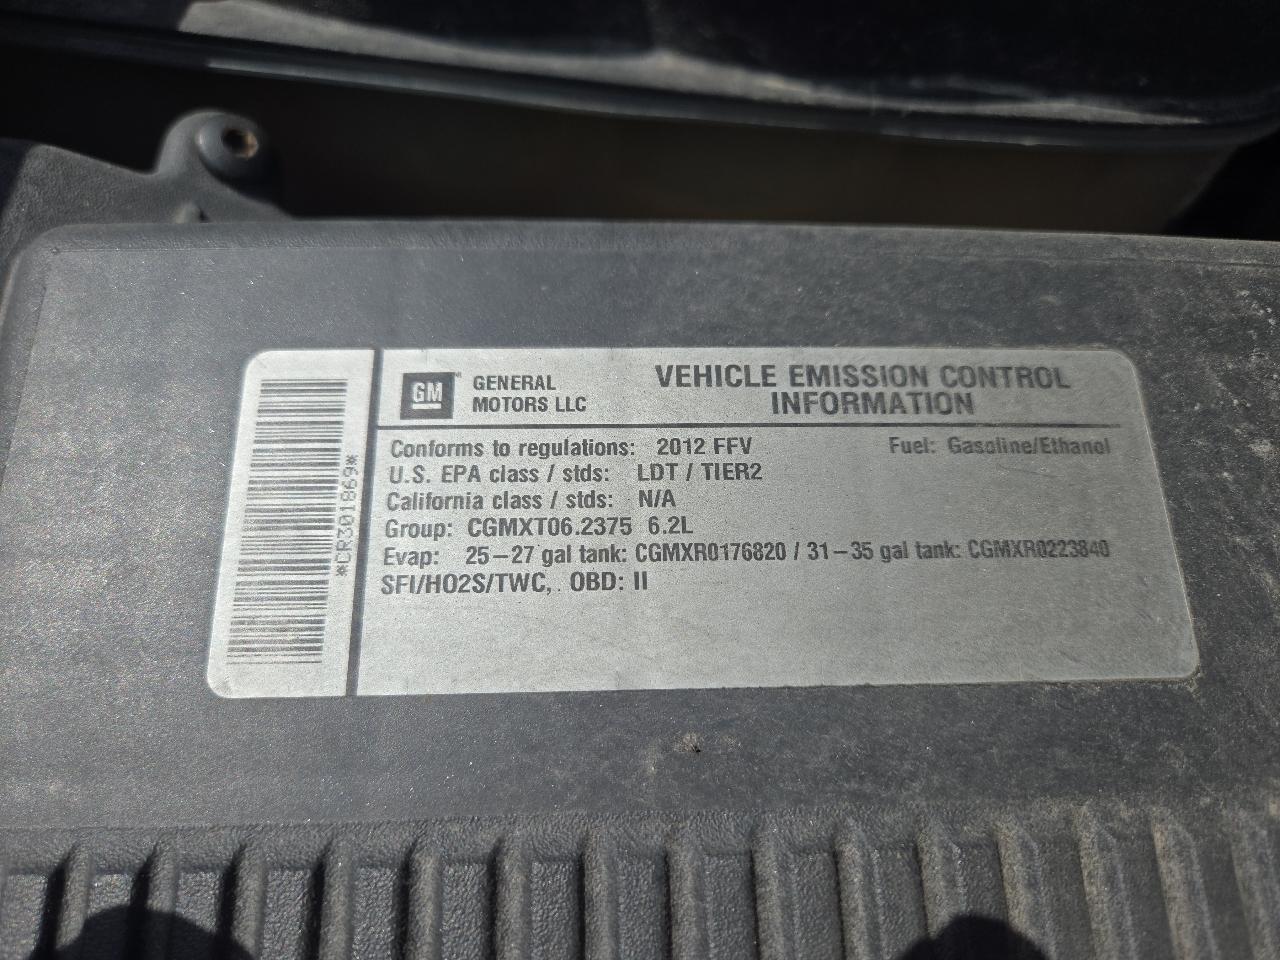 GM
GENERAL
MOTORS LLC
VEHICLE EMISSION CONTROL
INFORMATION
Conforms to regulations: 2012 FFV Fuel: Gasoline/Ethanol
U.S. EPA class / stds: LDT / TIER2
California class / stds: N/A
Group: CGMXT06.2375 6.2L
Evap: 25-27 gal tank: CGMXR0176820 / 31-35 gal tank: CGMXR0223840
SFI/HO2S/TWC, OBD: II
*CR301869*